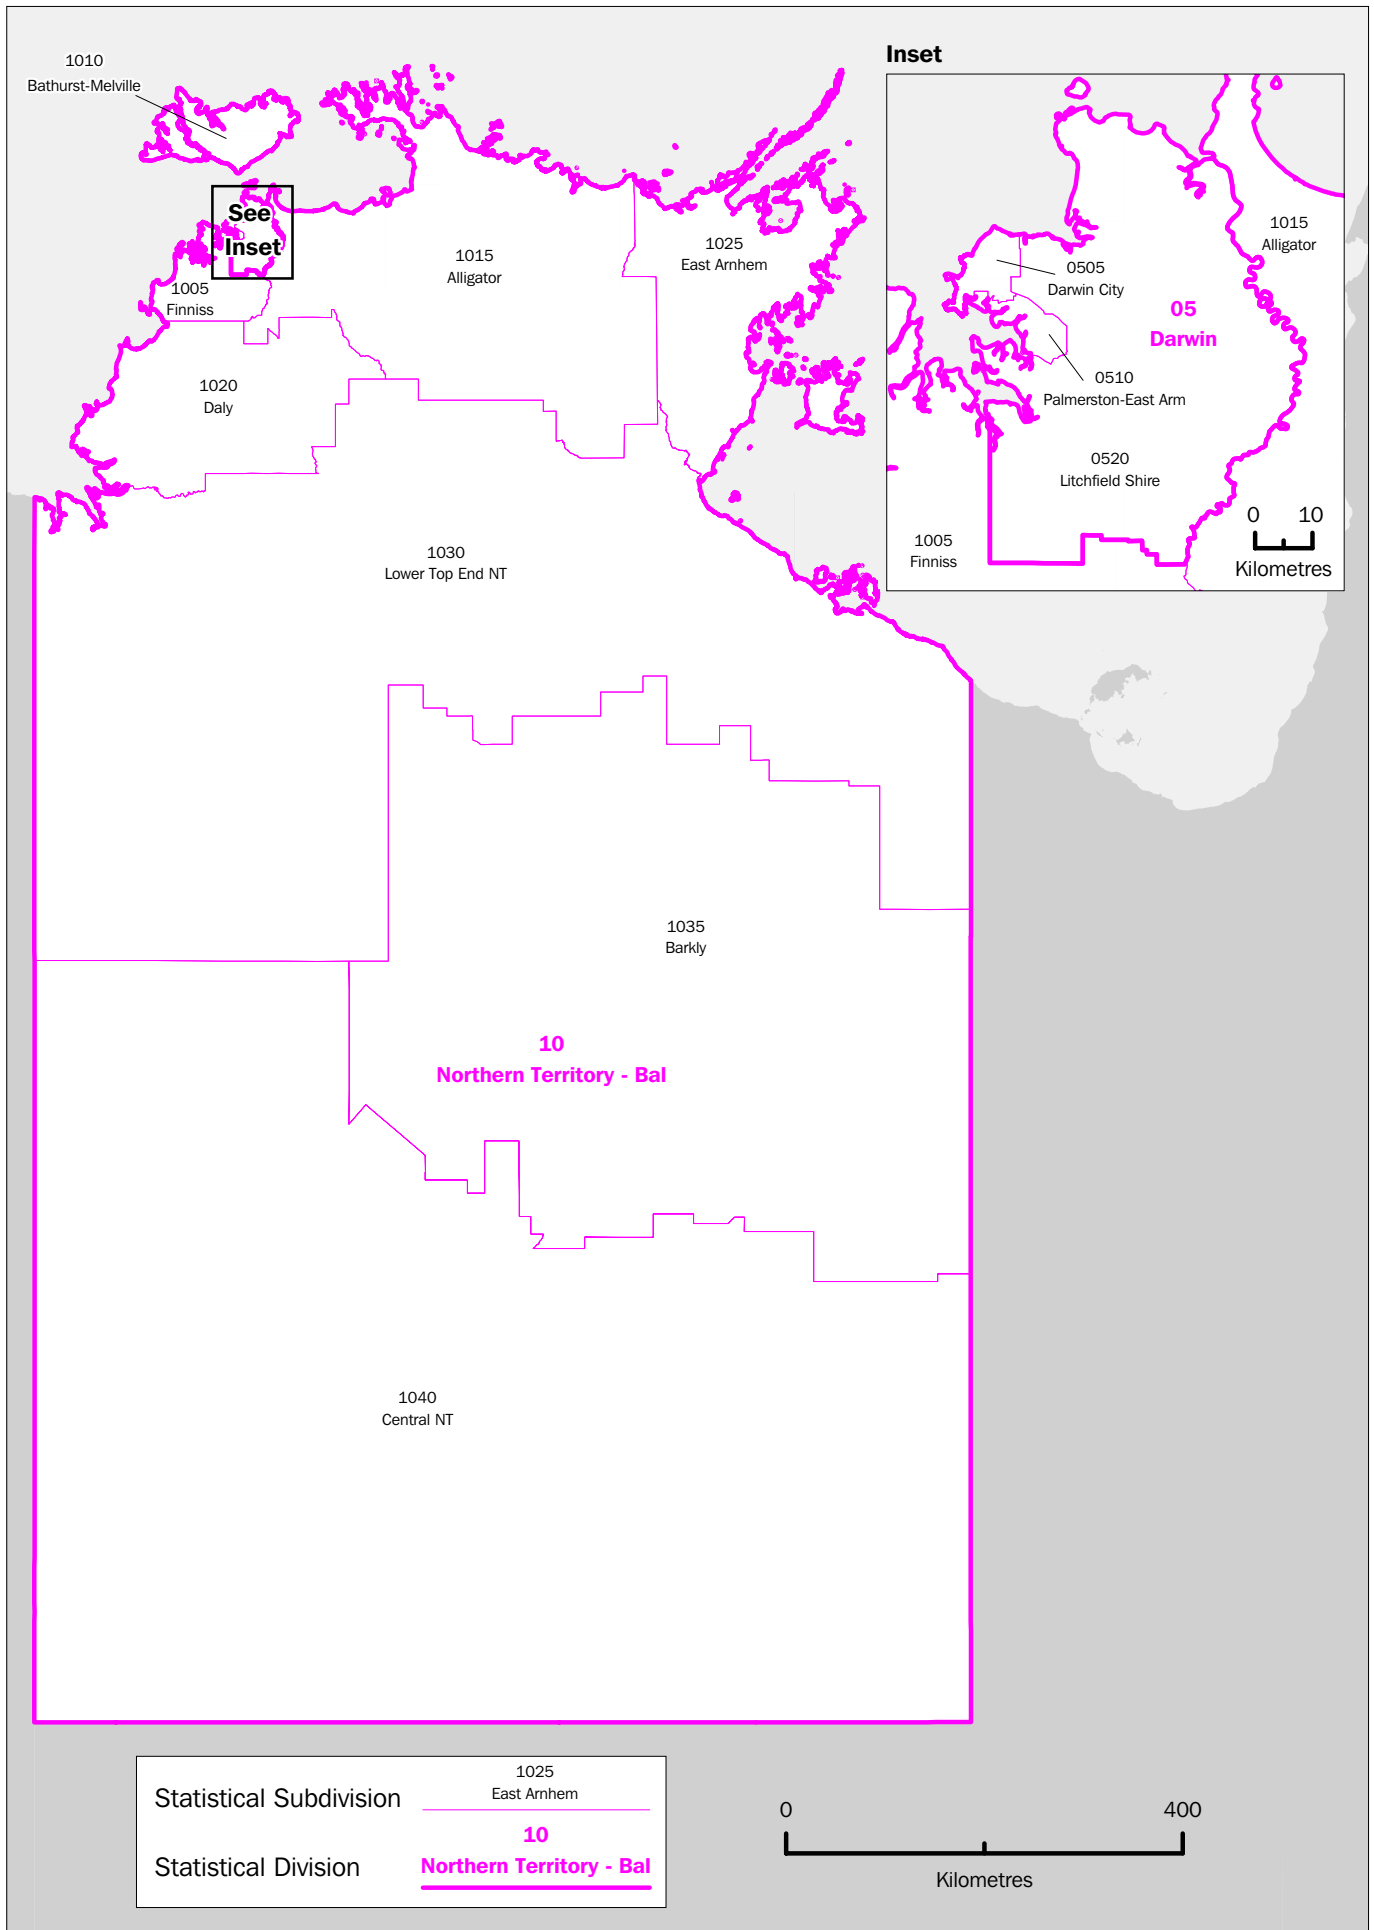 1010
Bathurst-Melville
See
Inset
1005
Finniss
1015
Alligator
1025
East Arnhem
1020
Daly
1030
Lower Top End NT
1035
Barkly
10
Northern Territory - Bal
1040
Central NT
Inset
1015
Alligator
0505
Darwin City
05
Darwin
0510
Palmerston-East Arm
0520
Litchfield Shire
1005
Finniss
0 10
Kilometres
Statistical Subdivision
1025
East Arnhem
Statistical Division
10
Northern Territory - Bal
0 400
Kilometres